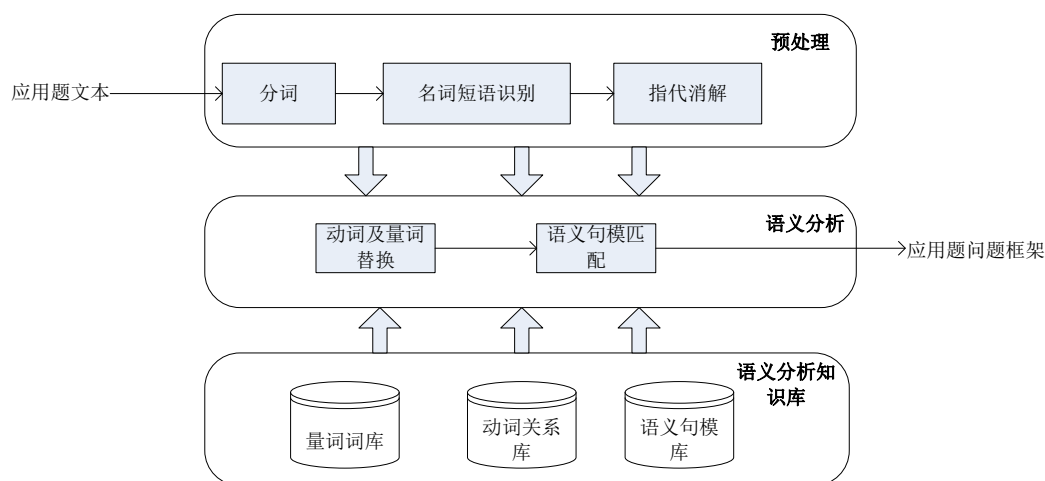 预处理
应用题文本
分词
名词短语识别
指代消解
语义分析
动词及量词
替换
语义句模匹
配
应用题问题框架
语义分析知
识库
量词词库
动词关系
库
语义句模
库